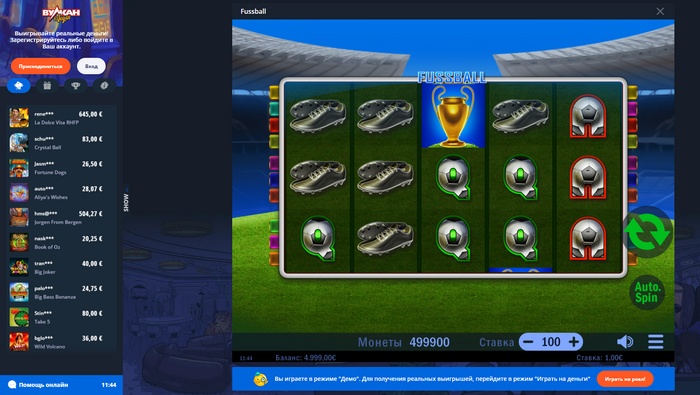 ВУЛКАН
Vegas
Выигрывайте реальные деньги!
Зарегистрируйтесь либо войдите в
Ваш аккаунт.
Присоединиться
Вход
rene*** 645,00 €
La Dolce Vita RHFP
schu*** 83,00 €
Crystal Ball
Jasm*** 26,50 €
Fortune Dogs
auto*** 28,07 €
Aliya's Wishes
hms@*** 504,27 €
Jorgen From Bergen
nask*** 20,25 €
Book of Oz
tran*** 40,00 €
Big Joker
palu*** 24,75 €
Big Bass Bonanza
Stin*** 80,00 €
Take 5
bglo*** 36,00 €
Wild Volcano
Помощь онлайн
11:44
SHOW
Fussball
FUSSBALL
Auto.
Spin
Монеты 499900
Ставка 100
11:44
Баланс: 4.999,00€
Ставка: 1,00€
Вы играете в режиме "Демо". Для получения реальных выигрышей, перейдите в режим "Играть на деньги"
Играть на реал!